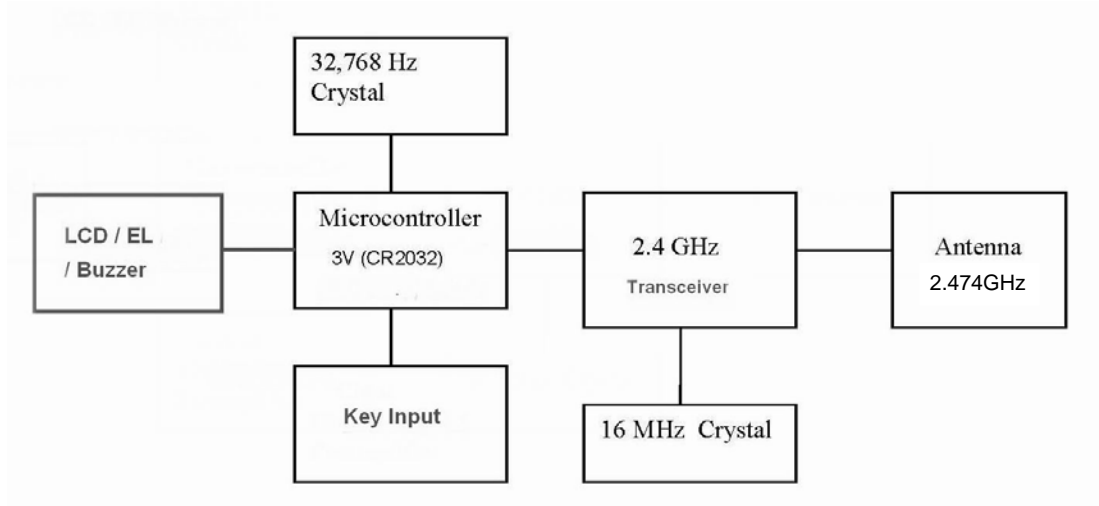 32,768 Hz
Crystal
LCD / EL
/ Buzzer
Microcontroller
3V (CR2032)
2.4 GHz
Transceiver
Antenna
2.474GHz
Key Input
16 MHz Crystal